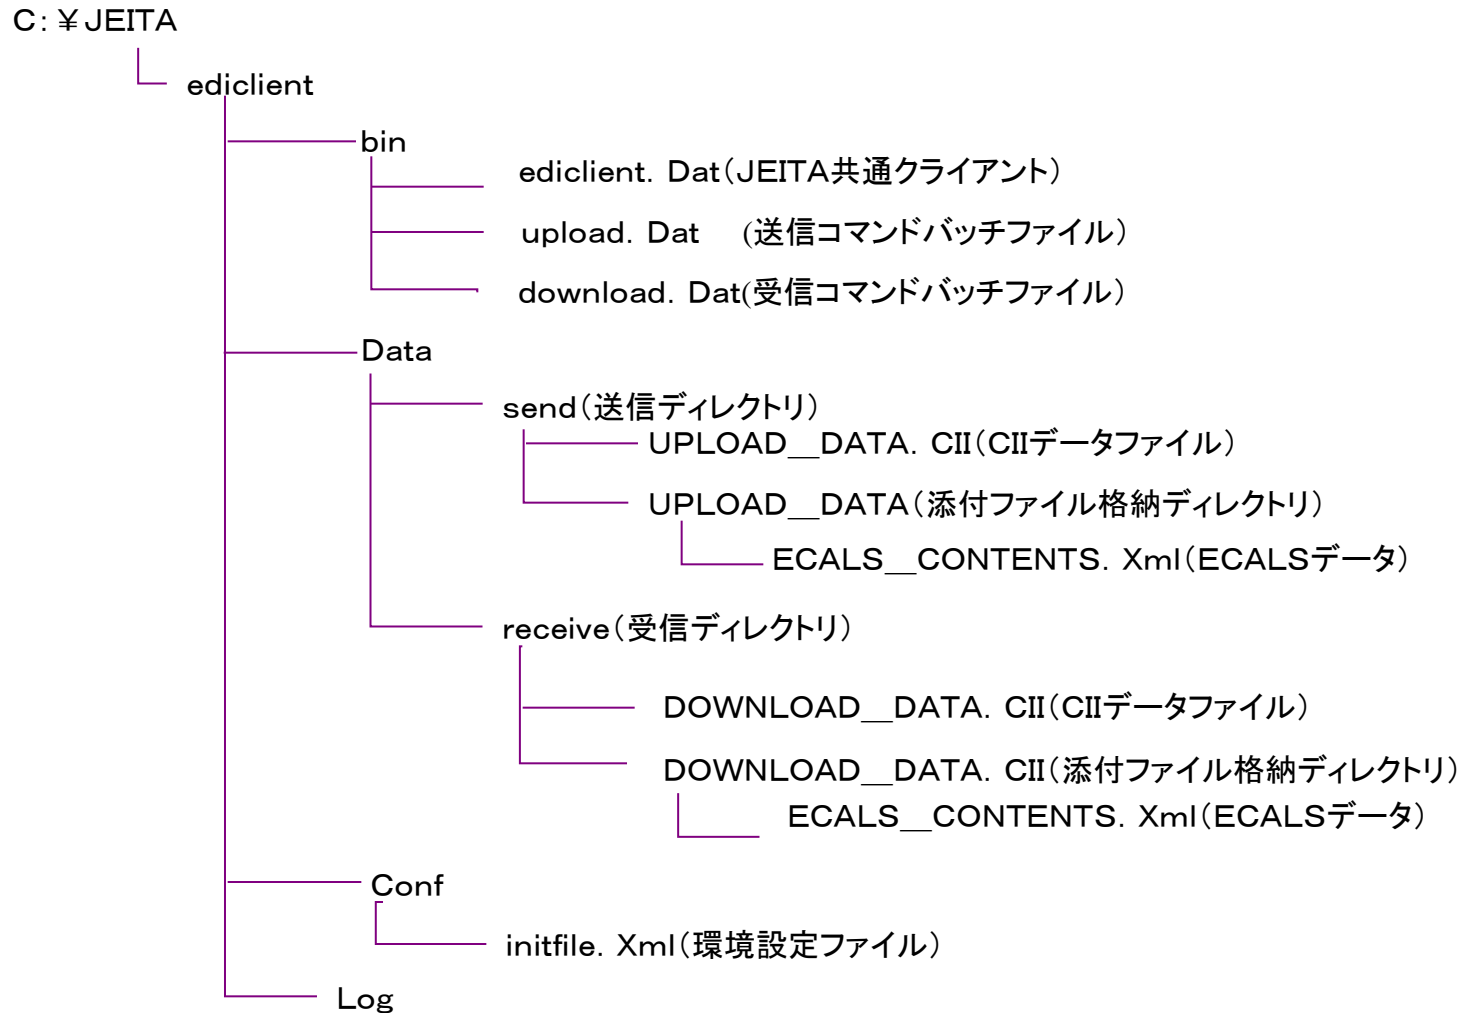 C:¥JEITA
ediclient
bin
ediclient. Dat(JEITA共通クライアント)
upload. Dat (送信コマンドバッチファイル)
download. Dat(受信コマンドバッチファイル)
Data
send(送信ディレクトリ)
UPLOAD__DATA. CII(CIIデータファイル)
UPLOAD__DATA(添付ファイル格納ディレクトリ)
ECALS__CONTENTS. Xml(ECALSデータ)
receive(受信ディレクトリ)
DOWNLOAD__DATA. CII(CIIデータファイル)
DOWNLOAD__DATA. CII(添付ファイル格納ディレクトリ)
ECALS__CONTENTS. Xml(ECALSデータ)
Conf
initfile. Xml(環境設定ファイル)
Log